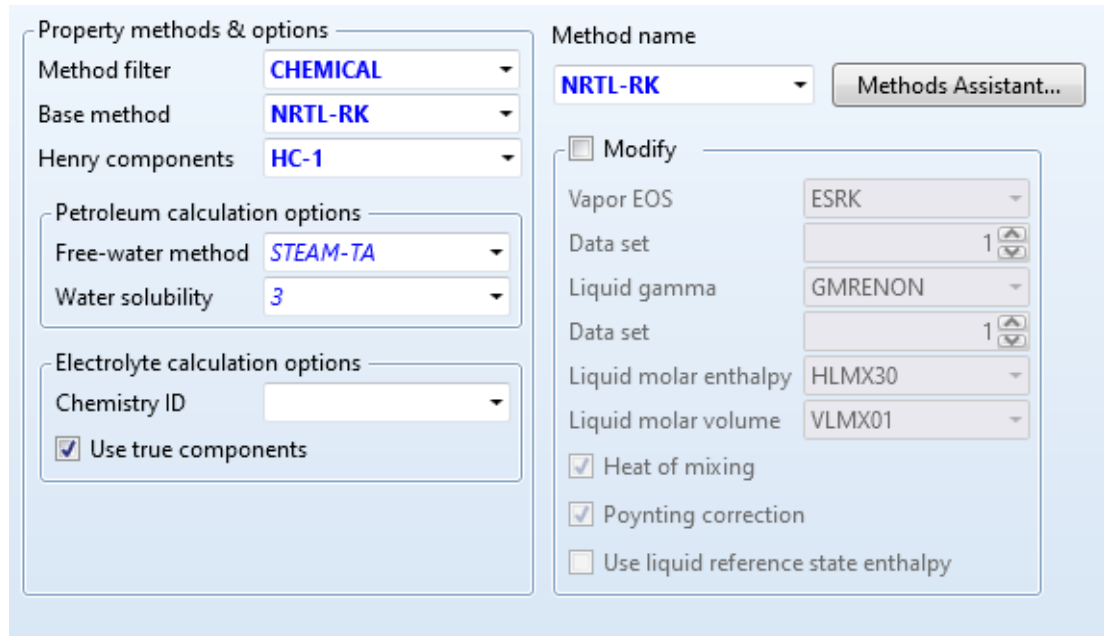 Property methods & options
Method filter CHEMICAL
Base method NRTL-RK
Henry components HC-1
Petroleum calculation options
Free-water method STEAM-TA
Water solubility 3
Electrolyte calculation options
Chemistry ID
Use true components
Method name
NRTL-RK Methods Assistant...
Modify
Vapor EOS ESRK
Data set 1
Liquid gamma GMRENON
Data set 1
Liquid molar enthalpy HLMX30
Liquid molar volume VLMX01
Heat of mixing
Poynting correction
Use liquid reference state enthalpy